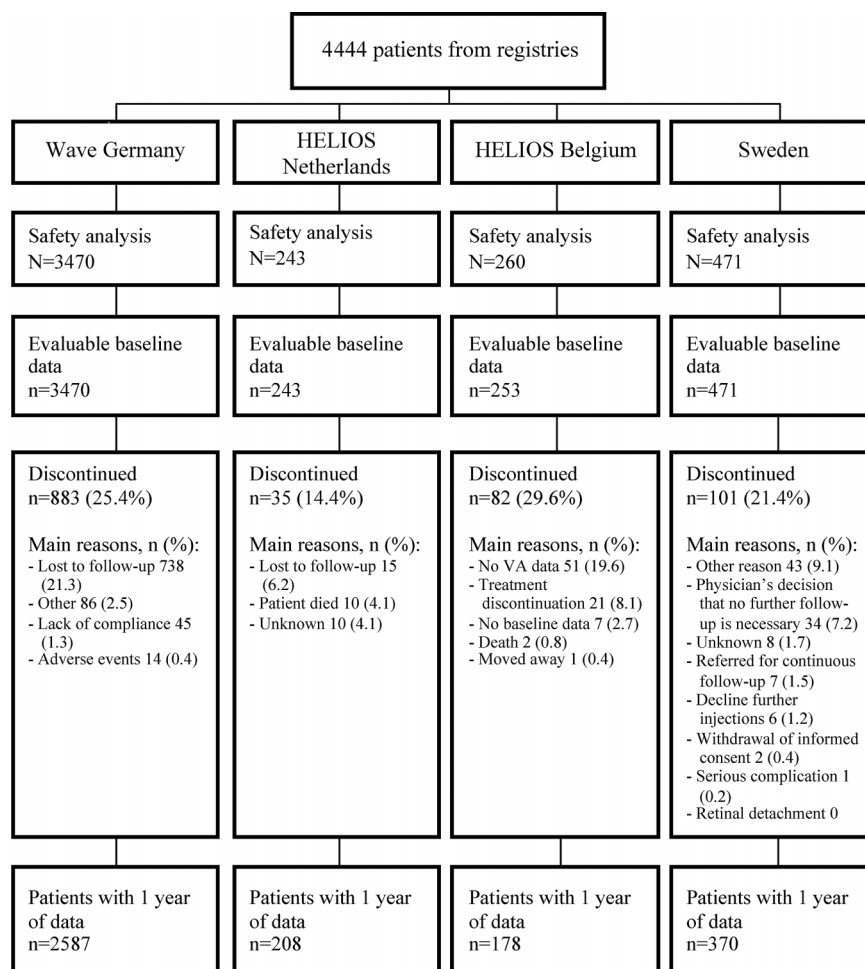 4444 patients from registries
Wave Germany
HELIOS
Netherlands
HELIOS Belgium
Sweden
Safety analysis
N=3470
Safety analysis
N=243
Safety analysis
N=260
Safety analysis
N=471
Evaluable baseline
data
n=3470
Evaluable baseline
data
n=243
Evaluable baseline
data
n=253
Evaluable baseline
data
n=471
Discontinued
n=883 (25.4%)
Main reasons, n (%):
- Lost to follow-up 738
(21.3)
- Other 86 (2.5)
- Lack of compliance 45
(1.3)
- Adverse events 14 (0.4)
Discontinued
n=35 (14.4%)
Main reasons, n (%):
- Lost to follow-up 15
(6.2)
- Patient died 10 (4.1)
- Unknown 10 (4.1)
Discontinued
n=82 (29.6%)
Main reasons, n (%):
- No VA data 51 (19.6)
- Treatment
discontinuation 21 (8.1)
- No baseline data 7 (2.7)
- Death 2 (0.8)
- Moved away 1 (0.4)
Discontinued
n=101 (21.4%)
Main reasons, n (%):
- Other reason 43 (9.1)
- Physician's decision
that no further follow-
up is necessary 34 (7.2)
- Unknown 8 (1.7)
- Referred for continuous
follow-up 7 (1.5)
- Decline further
injections 6 (1.2)
- Withdrawal of informed
consent 2 (0.4)
- Serious complication 1
(0.2)
- Retinal detachment 0
Patients with 1 year
of data
n=2587
Patients with 1 year
of data
n=208
Patients with 1 year
of data
n=178
Patients with 1 year
of data
n=370